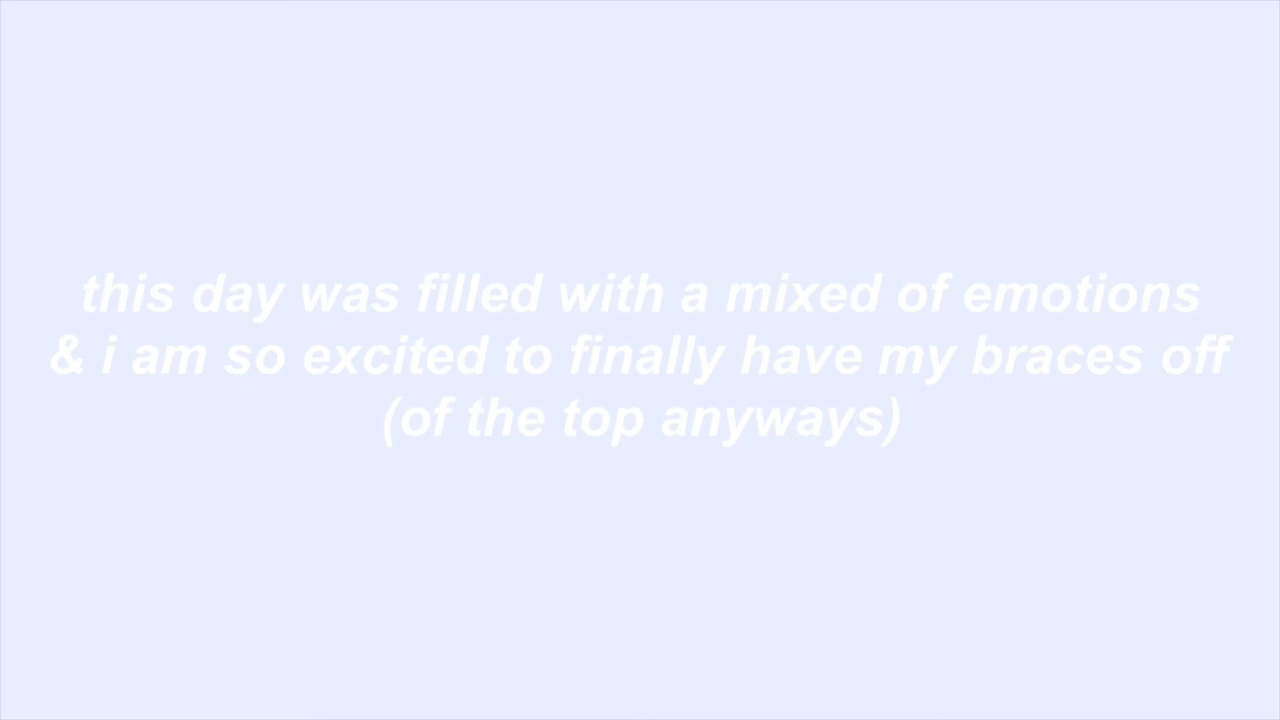 this day was filled with a mixed of emotions
& i am so excited to finally have my braces off
(of the top anyways)